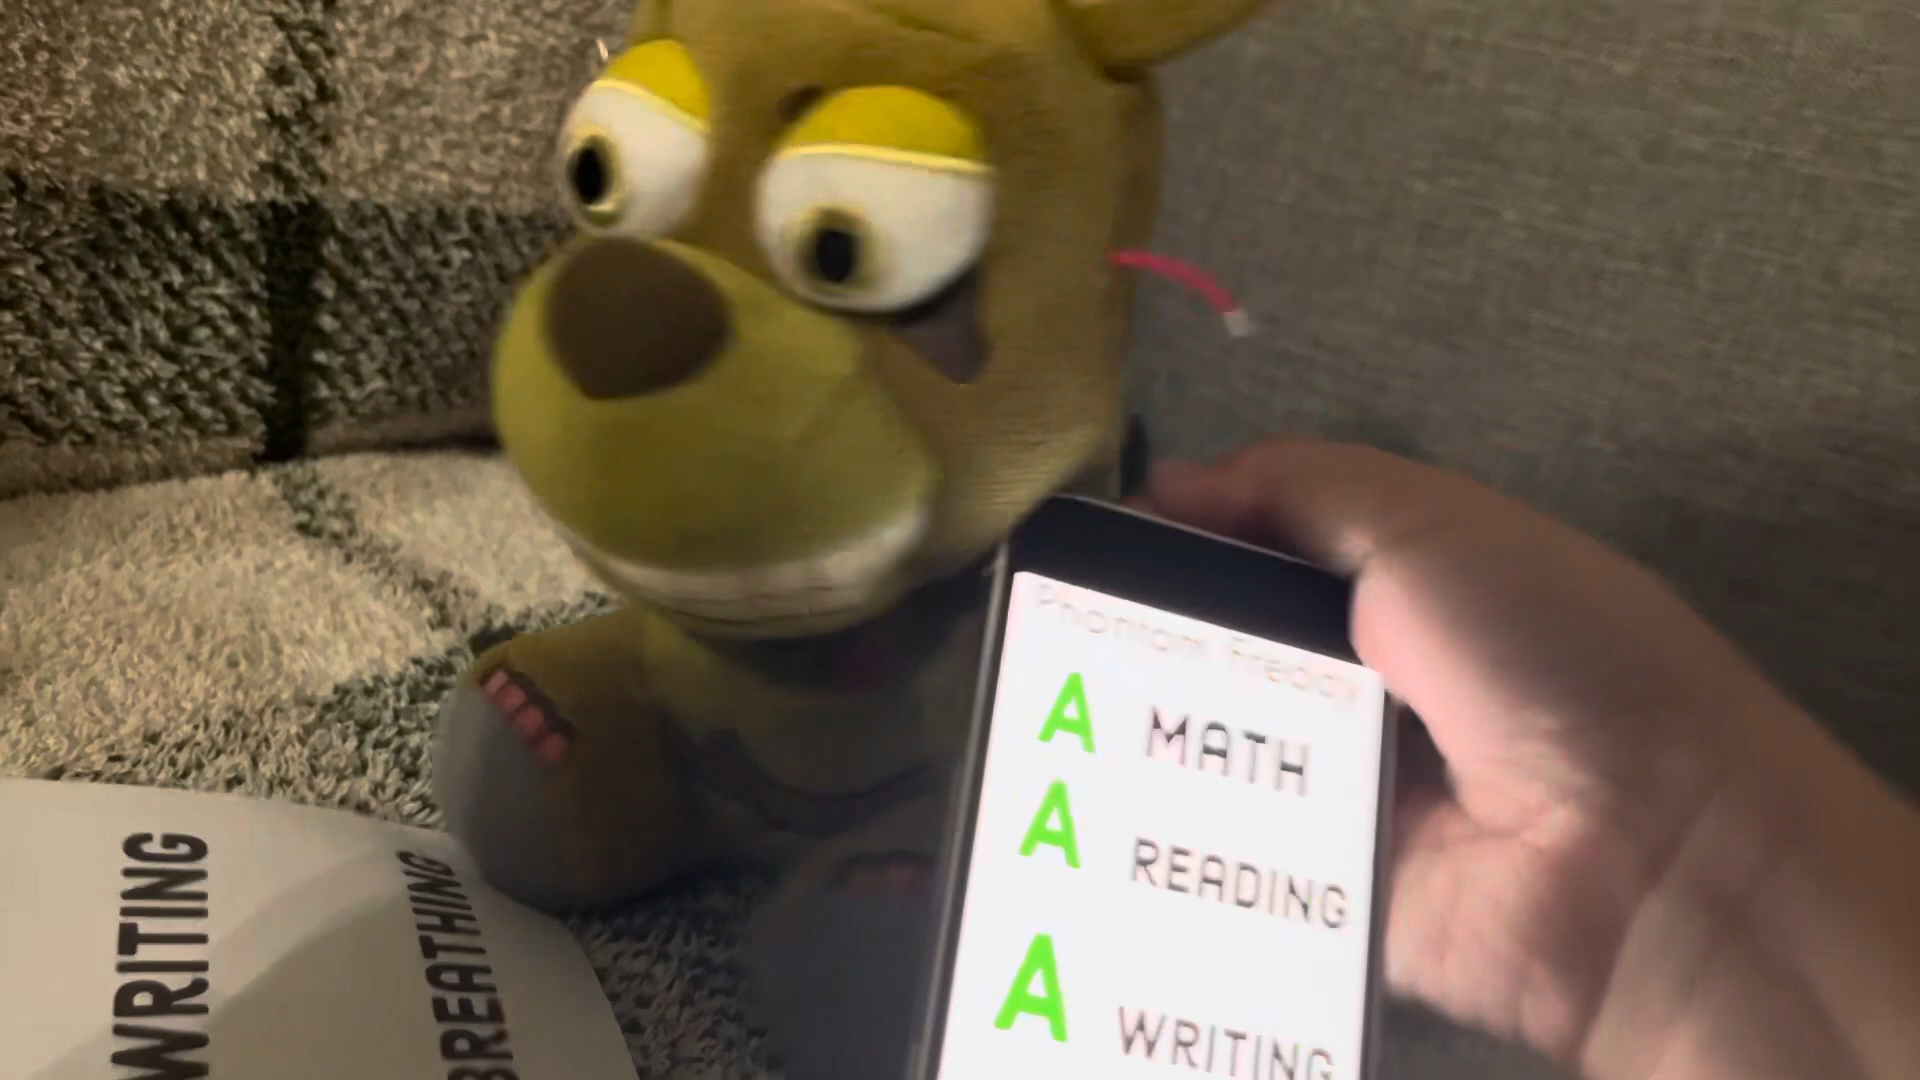 Phantom Freddy
A MATH
A READING
A WRITING
WRITING
BREATHING